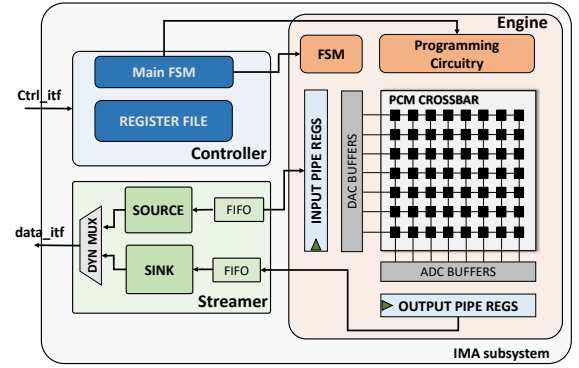 Engine
Main FSM
FSM
Programming
Circuitry
Ctrl_itf
REGISTER FILE
Controller
INPUT PIPE REGS
DAC BUFFERS
PCM CROSSBAR
SOURCE
FIFO
data_itf
DYN MUX
SINK
FIFO
Streamer
ADC BUFFERS
OUTPUT PIPE REGS
IMA subsystem